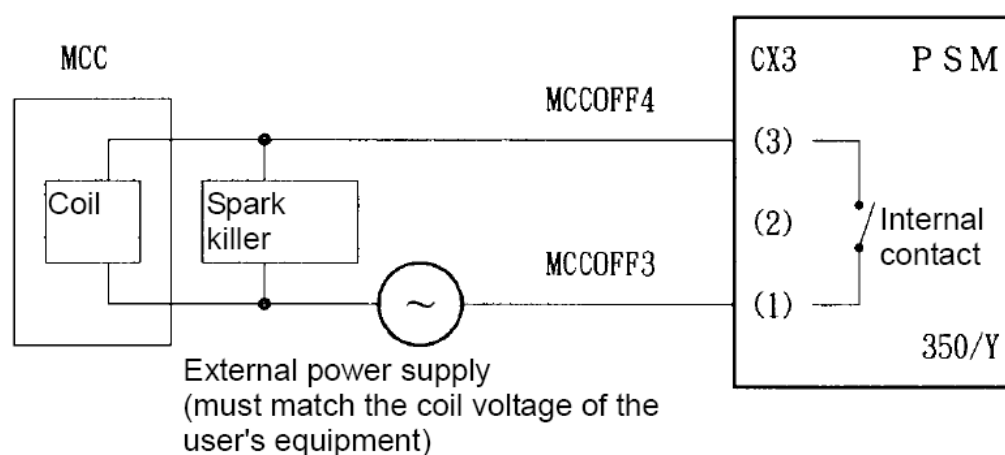 MCC
CX3
PSM
MCCOFF4
(3)
Coil
Spark
killer
(2)
Internal
contact
MCCOFF3
~
(1)
350/Y
External power supply
(must match the coil voltage of the
user's equipment)